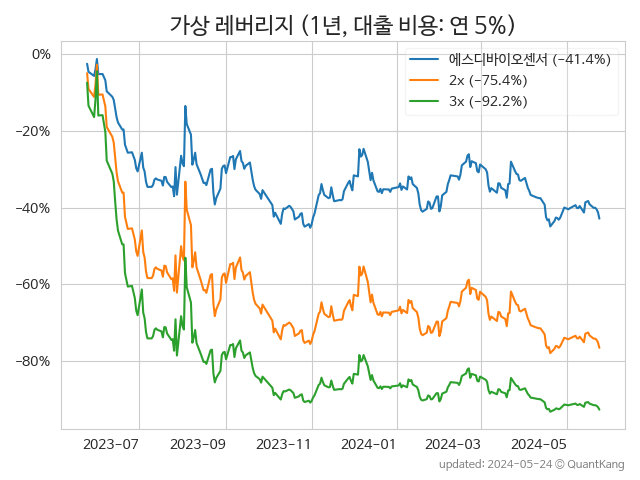 가상 레버리지 (1년, 대출 비용: 연 5%)
에스디바이오센서 (−41.4%)
2x (−75.4%)
3x (−92.2%)
0%
−20%
−40%
−60%
−80%
2023−07 2023−09 2023−11 2024−01 2024−03 2024−05
updated: 2024-05-24 © QuantKang